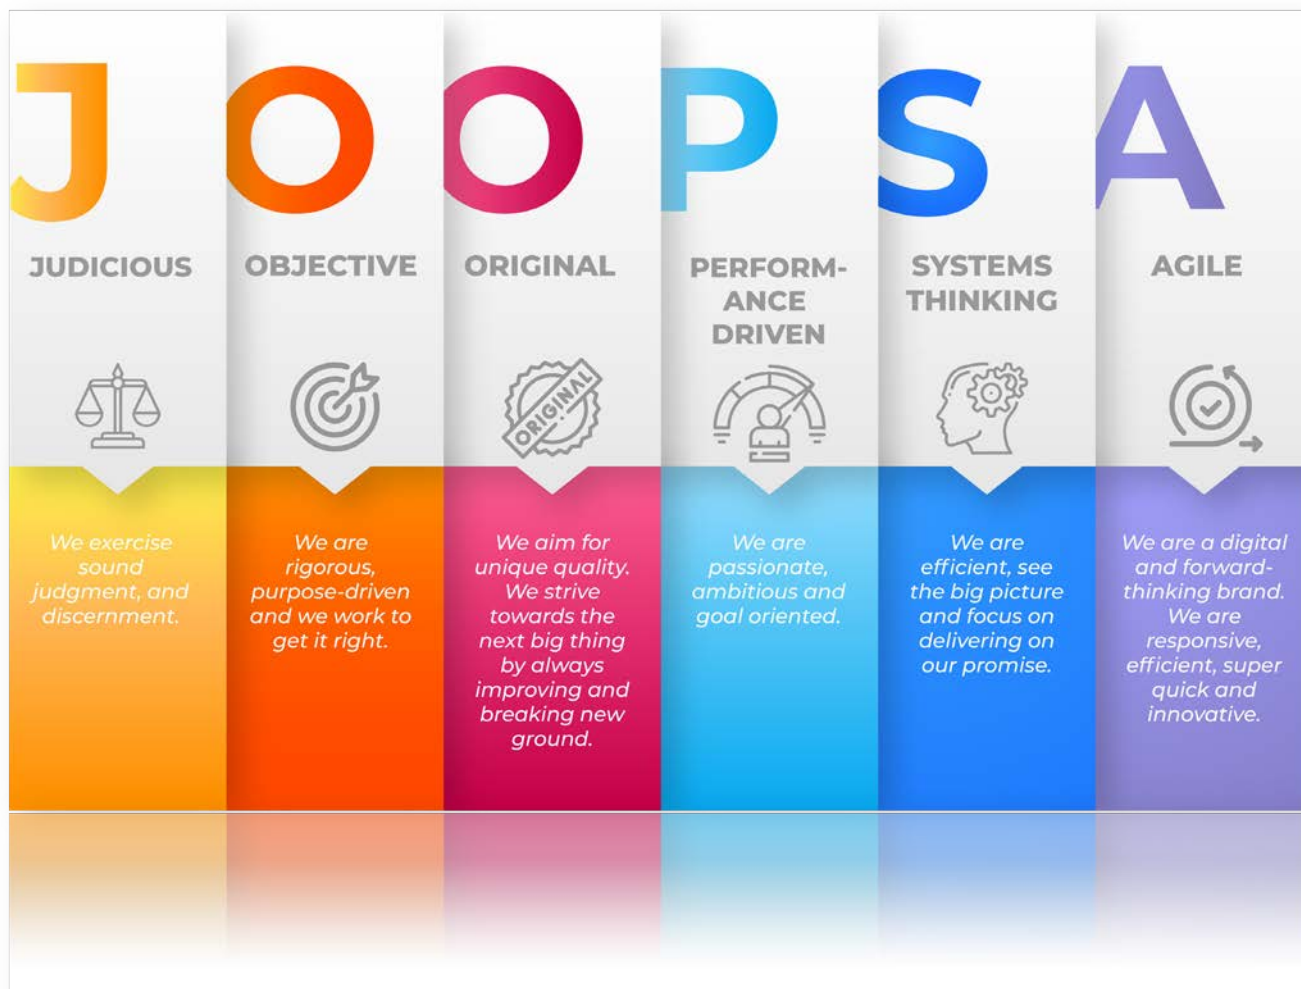 J
JUDICIOUS
We exercise
sound
judgment, and
discernment.
O
OBJECTIVE
We are
rigorous,
purpose-driven
and we work to
get it right.
O
ORIGINAL
ORIGINAL
We aim for
unique quality.
We strive
towards the
next big thing
by always
improving and
breaking new
ground.
P
PERFORM-
ANCE
DRIVEN
We are
passionate,
ambitious and
goal oriented.
S
SYSTEMS
THINKING
We are
efficient, see
the big picture
and focus on
delivering on
our promise.
A
AGILE
We are a digital
and forward-
thinking brand.
We are
responsive,
efficient, super
quick and
innovative.